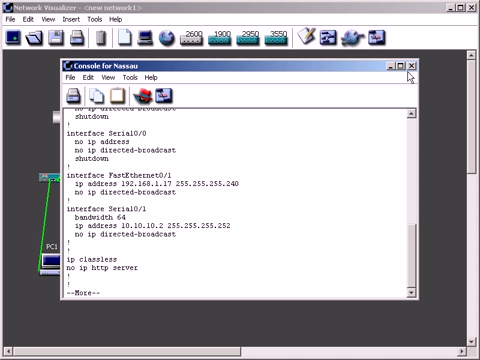 Network Visualizer - <new network1>
File Edit View Insert Tools Help
2600 1900 2950 3550
Console for Nassau
File Edit View Tools Help
no ip directed-broadcast
shutdown
!
interface Serial0/0
no ip address
no ip directed-broadcast
shutdown
!
interface FastEthernet0/1
ip address 192.168.1.17 255.255.255.240
no ip directed-broadcast
!
interface Serial0/1
bandwidth 64
ip address 10.10.10.2 255.255.255.252
no ip directed-broadcast
!
!
ip classless
no ip http server
!
!
--More--
PC1